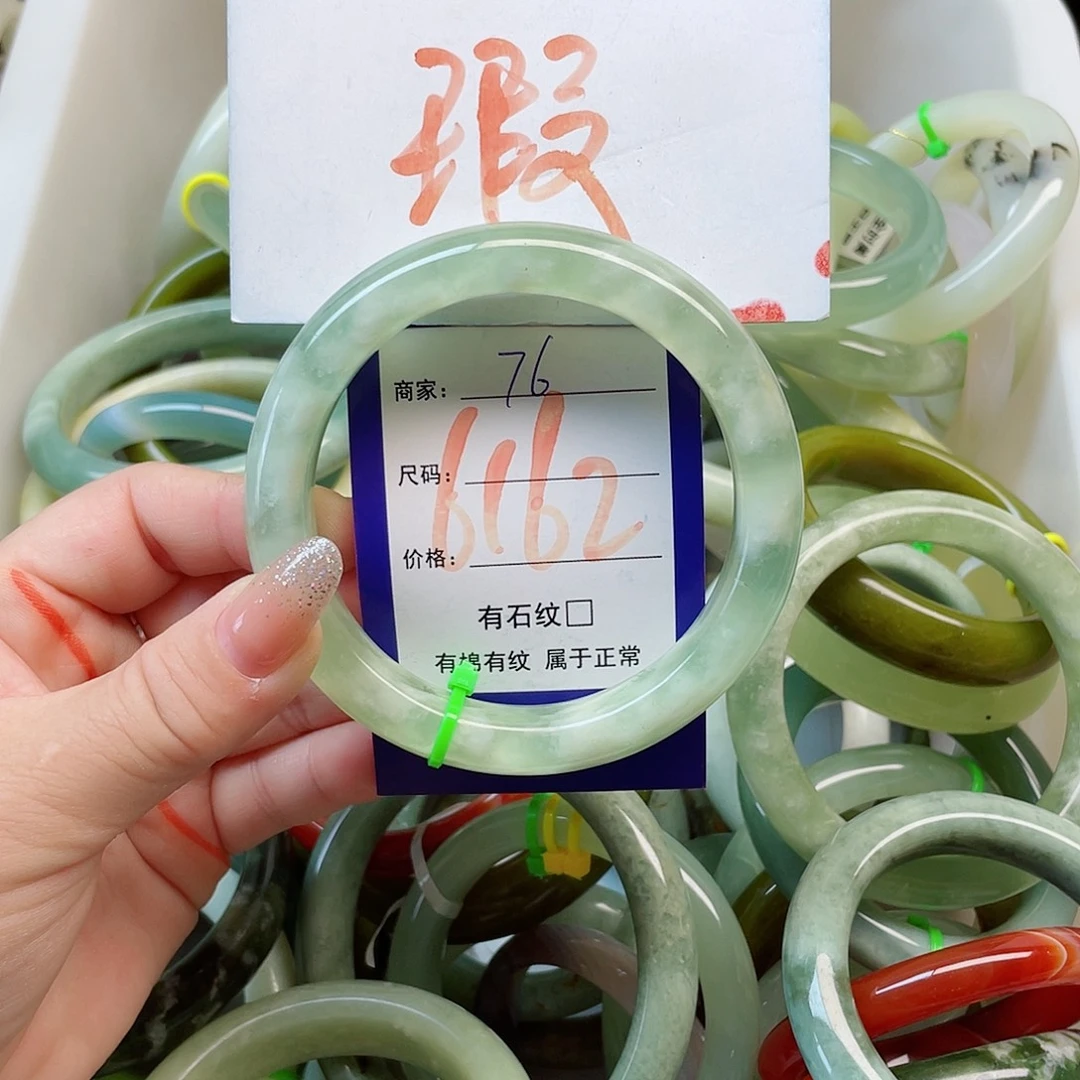 瑕
商家： 76
尺码：
6162
价格：
有石纹□
有棉有纹 属于正常